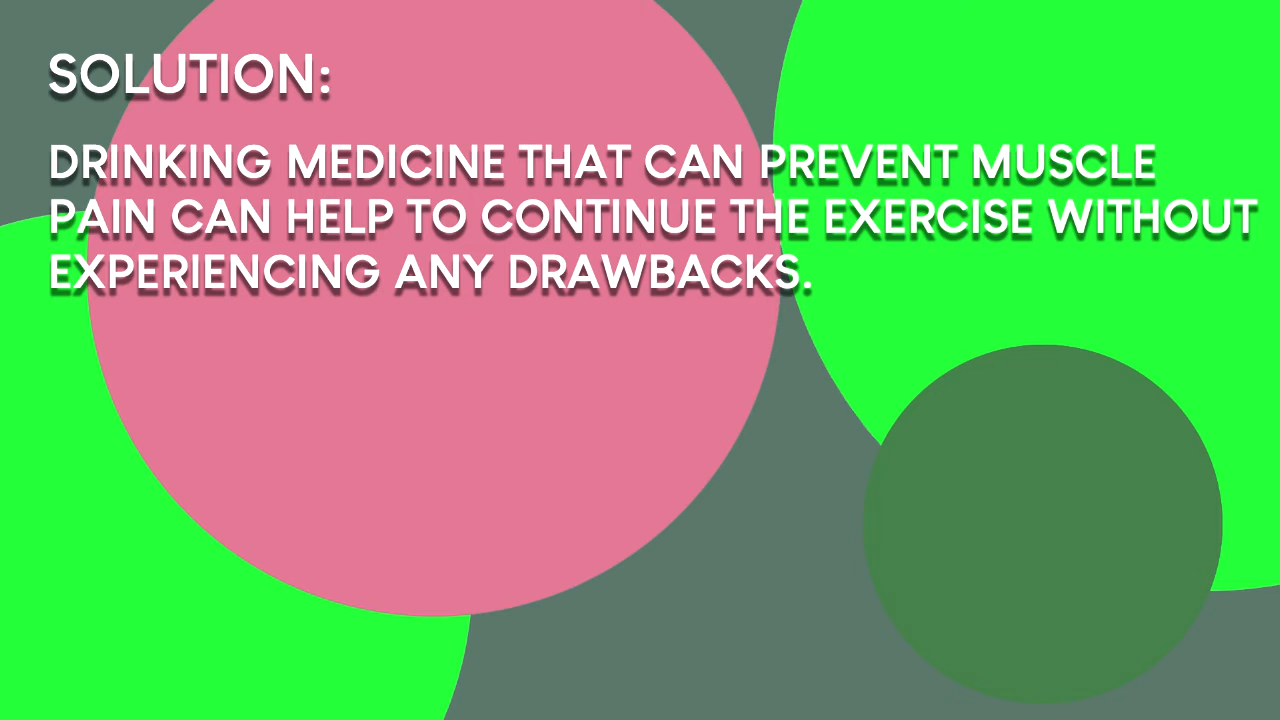 SOLUTION:
DRINKING MEDICINE THAT CAN PREVENT MUSCLE
PAIN CAN HELP TO CONTINUE THE EXERCISE WITHOUT
EXPERIENCING ANY DRAWBACKS.